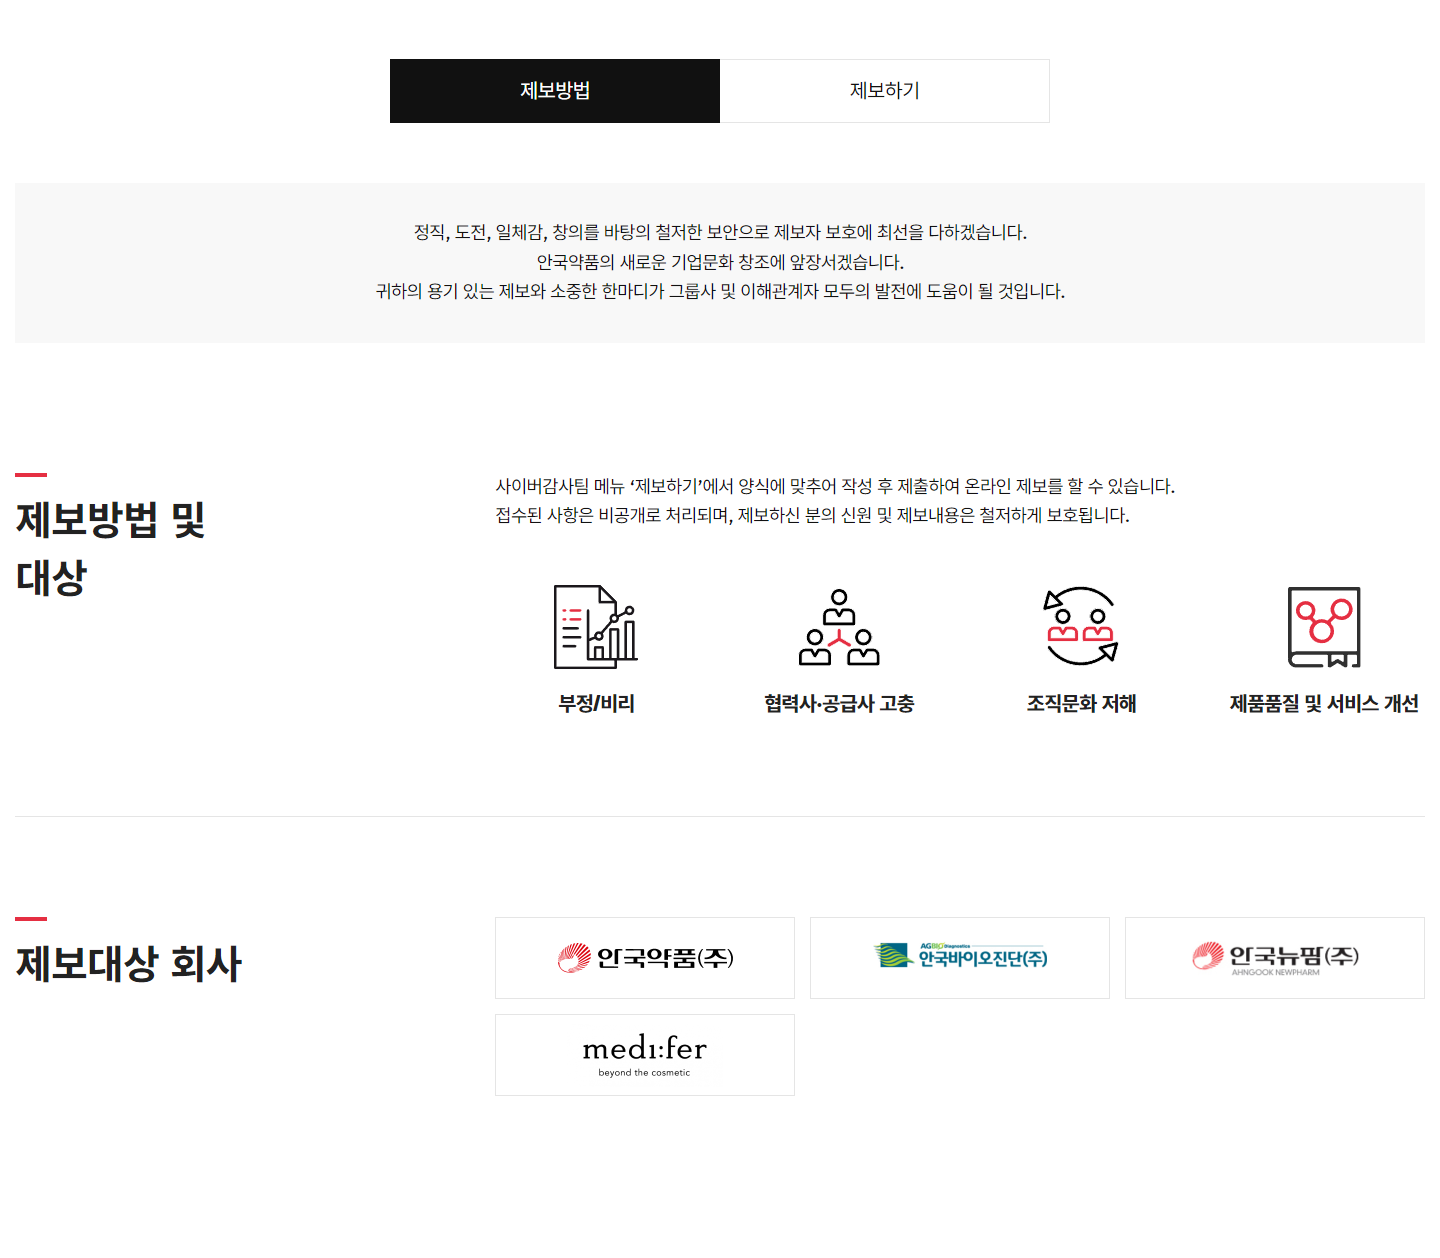 제보방법
제보하기
정직, 도전, 일체감, 창의를 바탕의 철저한 보안으로 제보자 보호에 최선을 다하겠습니다.
안국약품의 새로운 기업문화 창조에 앞장서겠습니다.
귀하의 용기 있는 제보와 소중한 한마디가 그룹사 및 이해관계자 모두의 발전에 도움이 될 것입니다.
제보방법 및
대상
사이버감사팀 메뉴 ‘제보하기’에서 양식에 맞추어 작성 후 제출하여 온라인 제보를 할 수 있습니다.
접수된 사항은 비공개로 처리되며, 제보하신 분의 신원 및 제보내용은 철저하게 보호됩니다.
부정/비리
협력사·공급사 고충
조직문화 저해
제품품질 및 서비스 개선
제보대상 회사
안국약품(주)
AGBIO Diagnostics
안국바이오진단(주)
안국뉴팜(주)
AHNGOOK NEWPHARM
medi:fer
beyond the cosmetic